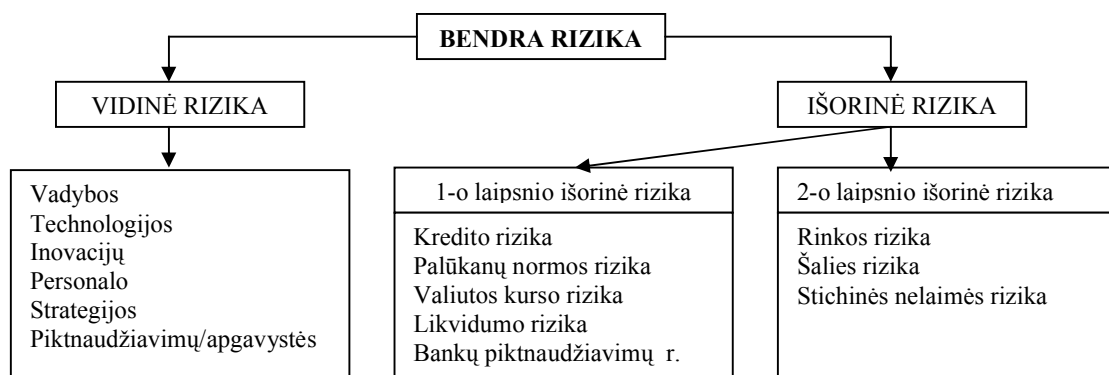 BENDRA RIZIKA
VIDINĖ RIZIKA
IŠORINĖ RIZIKA
Vadybos
Technologijos
Inovacijų
Personalo
Strategijos
Piktnaudžiavimų/apgavystės
1-o laipsnio išorinė rizika
Kredito rizika
Palūkanų normos rizika
Valiutos kurso rizika
Likvidumo rizika
Bankų piktnaudžiavimų r.
2-o laipsnio išorinė rizika
Rinkos rizika
Šalies rizika
Stichinės nelaimės rizika